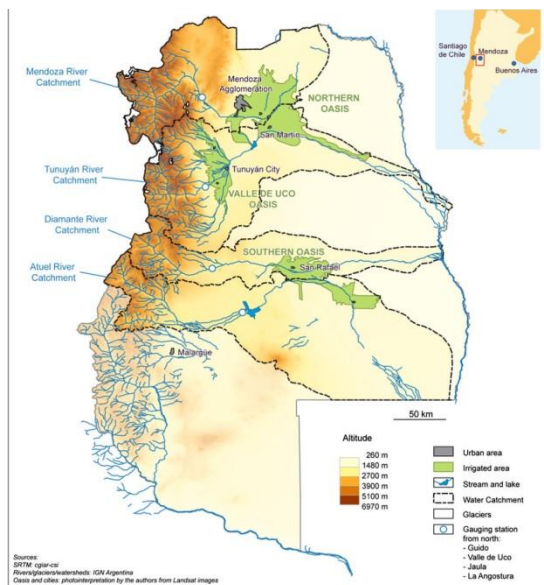 Santiago
de Chile
Mendoza
Buenos Aires
Mendoza River
Catchment
Mendoza
Agglomeration
NORTHERN
OASIS
San Martin
Tunuyán River
Catchment
Tunuyán City
VALLE DE UCO
OASIS
Diamante River
Catchment
SOUTHERN OASIS
Atuel River
Catchment
San Rafael
Malargüe
50 km
Altitude
260 m
1480 m
2700 m
3900 m
5100 m
6970 m
Urban area
Irrigated area
Stream and lake
Water Catchment
Glaciers
Gauging station
from north:
- Guido
- Valle de Uco
- Jaula
- La Angostura
Sources:
SRTM: cgiar-csi
Rivers/glaciers/watersheds: IGN Argentina
Oasis and cities: photointerpretation by the authors from Landsat images